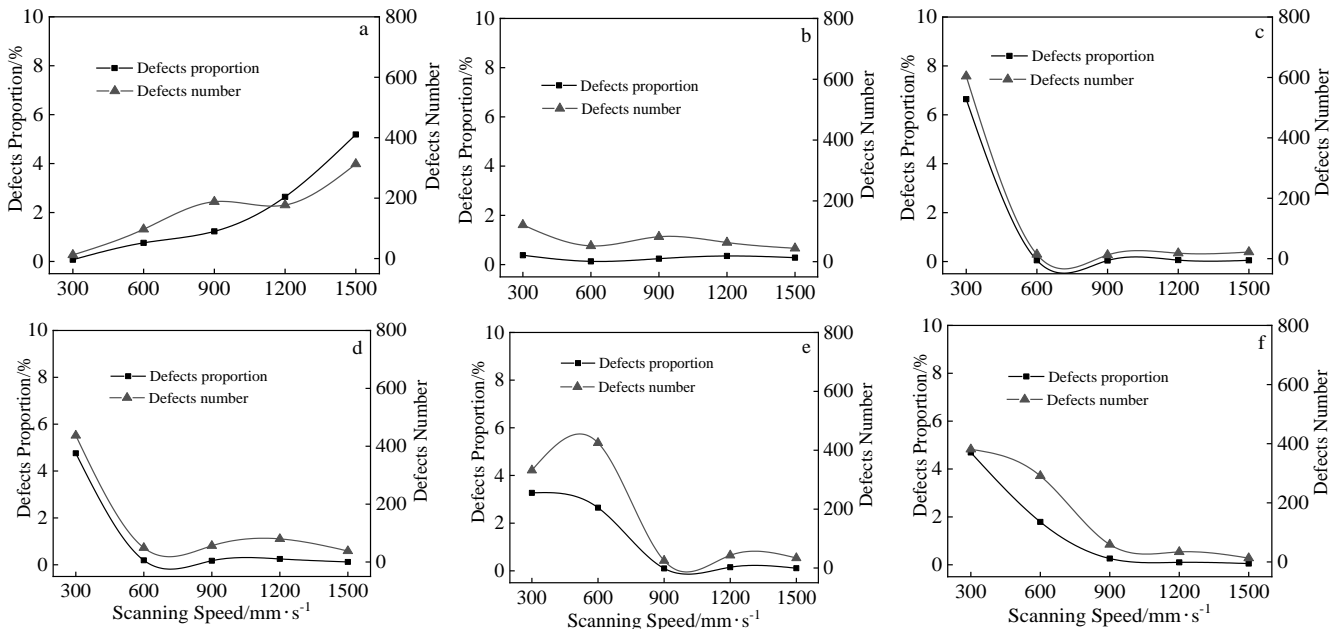 a
Defects Proportion/%
10
8
6
4
2
0
Defects proportion
Defects number
800
600
400
200
0
Defects Number
300 600 900 1200 1500
b
Defects Proportion/%
10
8
6
4
2
0
Defects proportion
Defects number
800
600
400
200
0
Defects Number
300 600 900 1200 1500
c
Defects Proportion/%
10
8
6
4
2
0
Defects proportion
Defects number
800
600
400
200
0
Defects Number
300 600 900 1200 1500
d
Defects Proportion/%
10
8
6
4
2
0
Defects proportion
Defects number
800
600
400
200
0
Defects Number
300 600 900 1200 1500
Scanning Speed/mm·s⁻¹
e
Defects Proportion/%
10
8
6
4
2
0
Defects proportion
Defects number
800
600
400
200
0
Defects Number
300 600 900 1200 1500
Scanning Speed/mm·s⁻¹
f
Defects Proportion/%
10
8
6
4
2
0
Defects proportion
Defects number
800
600
400
200
0
Defects Number
300 600 900 1200 1500
Scanning Speed/mm·s⁻¹